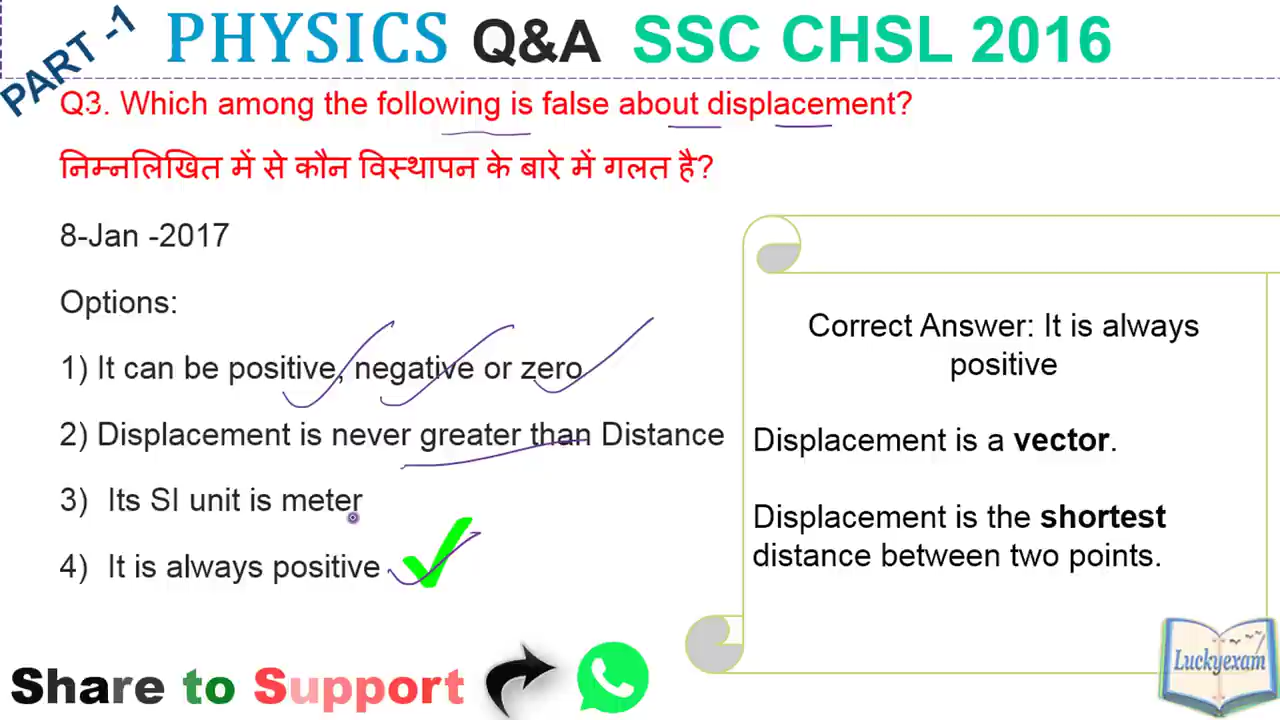 PART -1
PHYSICS Q&A SSC CHSL 2016
Q3. Which among the following is false about displacement?
निम्नलिखित में से कौन विस्थापन के बारे में गलत है?
8-Jan -2017
Options:
1) It can be positive, negative or zero
2) Displacement is never greater than Distance
3) Its SI unit is meter
4) It is always positive
Correct Answer: It is always
positive
Displacement is a vector.
Displacement is the shortest
distance between two points.
Share to Support
Luckyexam